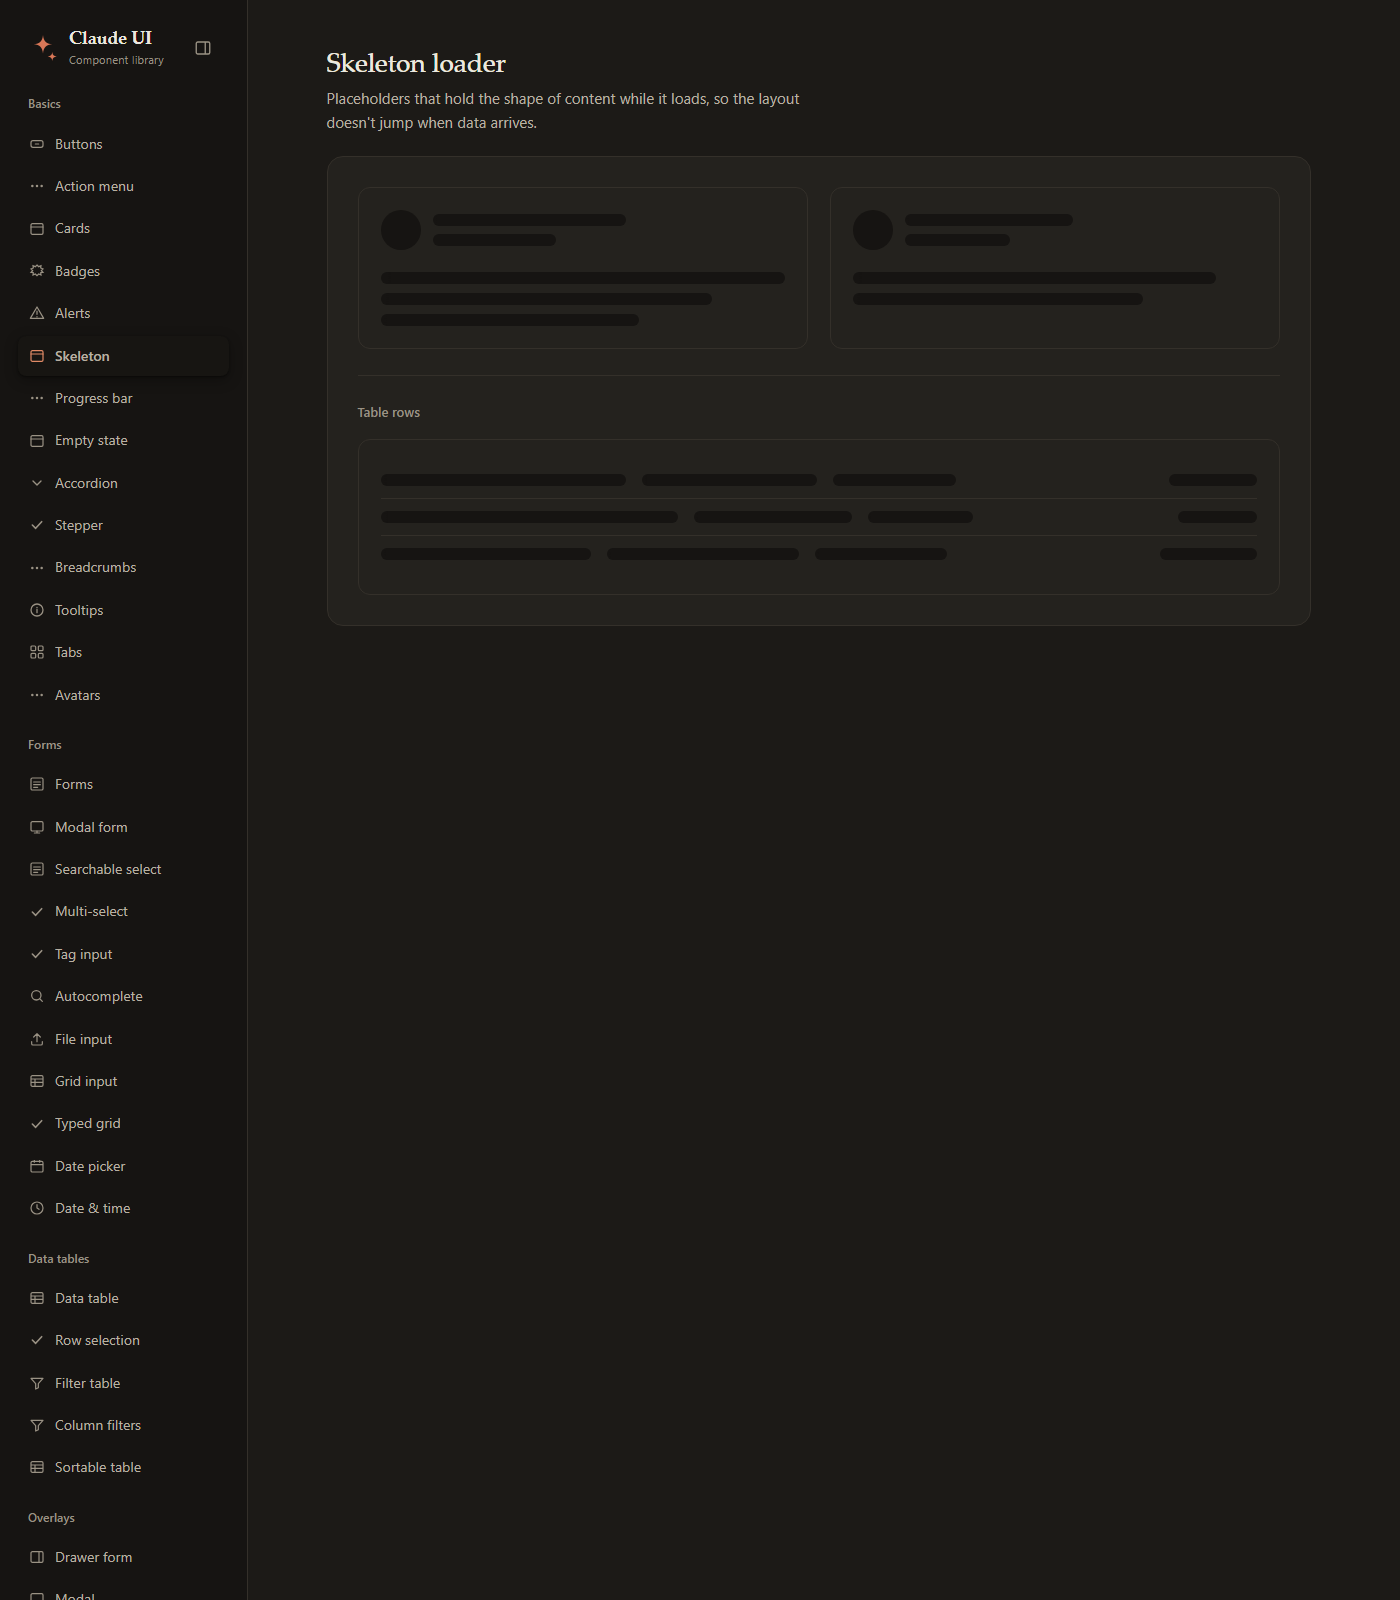 Claude UI
Component library
Basics
Buttons
Action menu
Cards
Badges
Alerts
Skeleton
Progress bar
Empty state
Accordion
Stepper
Breadcrumbs
Tooltips
Tabs
Avatars
Forms
Forms
Modal form
Searchable select
Multi-select
Tag input
Autocomplete
File input
Grid input
Typed grid
Date picker
Date & time
Data tables
Data table
Row selection
Filter table
Column filters
Sortable table
Overlays
Drawer form
Modal
Skeleton loader
Placeholders that hold the shape of content while it loads, so the layout
doesn't jump when data arrives.
Table rows